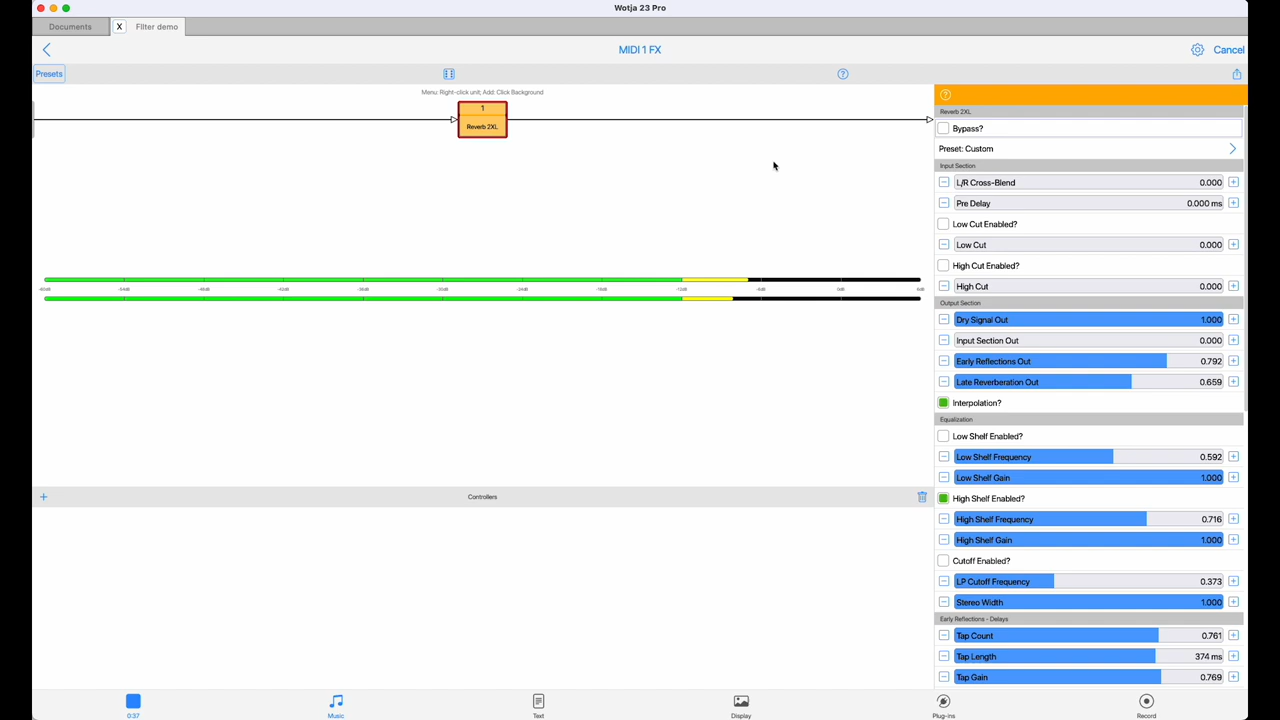 Wotja 23 Pro
Documents
X
Filter demo
MIDI 1 FX
Cancel
Presets
Menu: Right-click unit; Add: Click Background
1
Reverb 2XL
Controllers
Reverb 2XL
Bypass?
Preset: Custom
Input Section
L/R Cross-Blend 0.000
Pre Delay 0.000 ms
Low Cut Enabled?
Low Cut 0.000
High Cut Enabled?
High Cut 0.000
Output Section
Dry Signal Out 1.000
Input Section Out 0.000
Early Reflections Out 0.792
Late Reverberation Out 0.659
Interpolation?
Equalization
Low Shelf Enabled?
Low Shelf Frequency 0.592
Low Shelf Gain 1.000
High Shelf Enabled?
High Shelf Frequency 0.716
High Shelf Gain 1.000
Cutoff Enabled?
LP Cutoff Frequency 0.373
Stereo Width 1.000
Early Reflections - Delays
Tap Count 0.761
Tap Length 374 ms
Tap Gain 0.769
0:37
Music
Text
Display
Plug-ins
Record